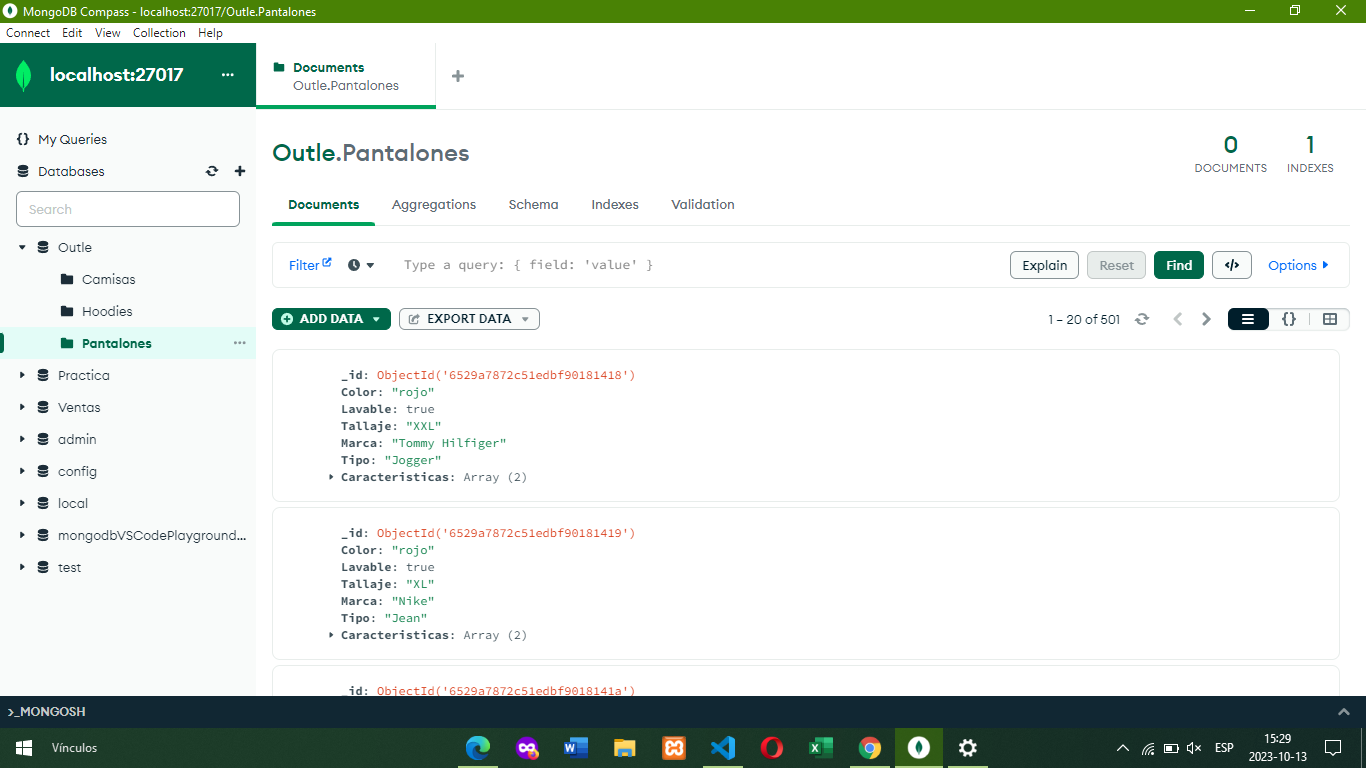 MongoDB Compass - localhost:27017/Outle.Pantalones
Connect Edit View Collection Help
localhost:27017 ...
Documents
Outle.Pantalones
{} My Queries
Databases
Search
Outle
Camisas
Hoodies
Pantalones ...
Practica
Ventas
admin
config
local
mongodbVSCodePlayground...
test
Outle.Pantalones
0
DOCUMENTS
1
INDEXES
Documents Aggregations Schema Indexes Validation
Filter Type a query: { field: 'value' } Explain Reset Find </> Options
ADD DATA EXPORT DATA 1 – 20 of 501 {}
_id: ObjectId('6529a7872c51edbf90181418')
Color: "rojo"
Lavable: true
Tallaje: "XXL"
Marca: "Tommy Hilfiger"
Tipo: "Jogger"
Caracteristicas: Array (2)
_id: ObjectId('6529a7872c51edbf90181419')
Color: "rojo"
Lavable: true
Tallaje: "XL"
Marca: "Nike"
Tipo: "Jean"
Caracteristicas: Array (2)
_id: ObjectId('6529a7872c51edbf9018141a')
>_MONGOSH
Vínculos
ESP
15:29
2023-10-13